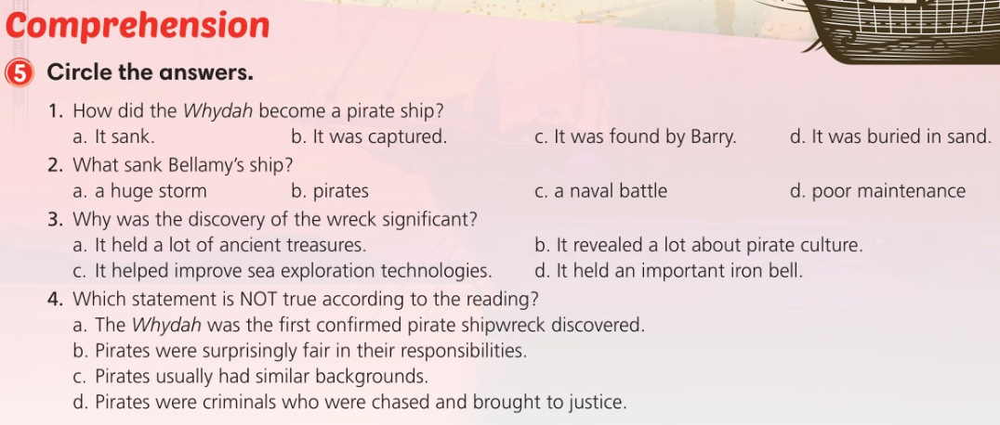 Comprehension
5 Circle the answers.
1. How did the Whydah become a pirate ship?
a. It sank. b. It was captured. c. It was found by Barry. d. It was buried in sand.
2. What sank Bellamy's ship?
a. a huge storm b. pirates c. a naval battle d. poor maintenance
3. Why was the discovery of the wreck significant?
a. It held a lot of ancient treasures. b. It revealed a lot about pirate culture.
c. It helped improve sea exploration technologies. d. It held an important iron bell.
4. Which statement is NOT true according to the reading?
a. The Whydah was the first confirmed pirate shipwreck discovered.
b. Pirates were surprisingly fair in their responsibilities.
c. Pirates usually had similar backgrounds.
d. Pirates were criminals who were chased and brought to justice.